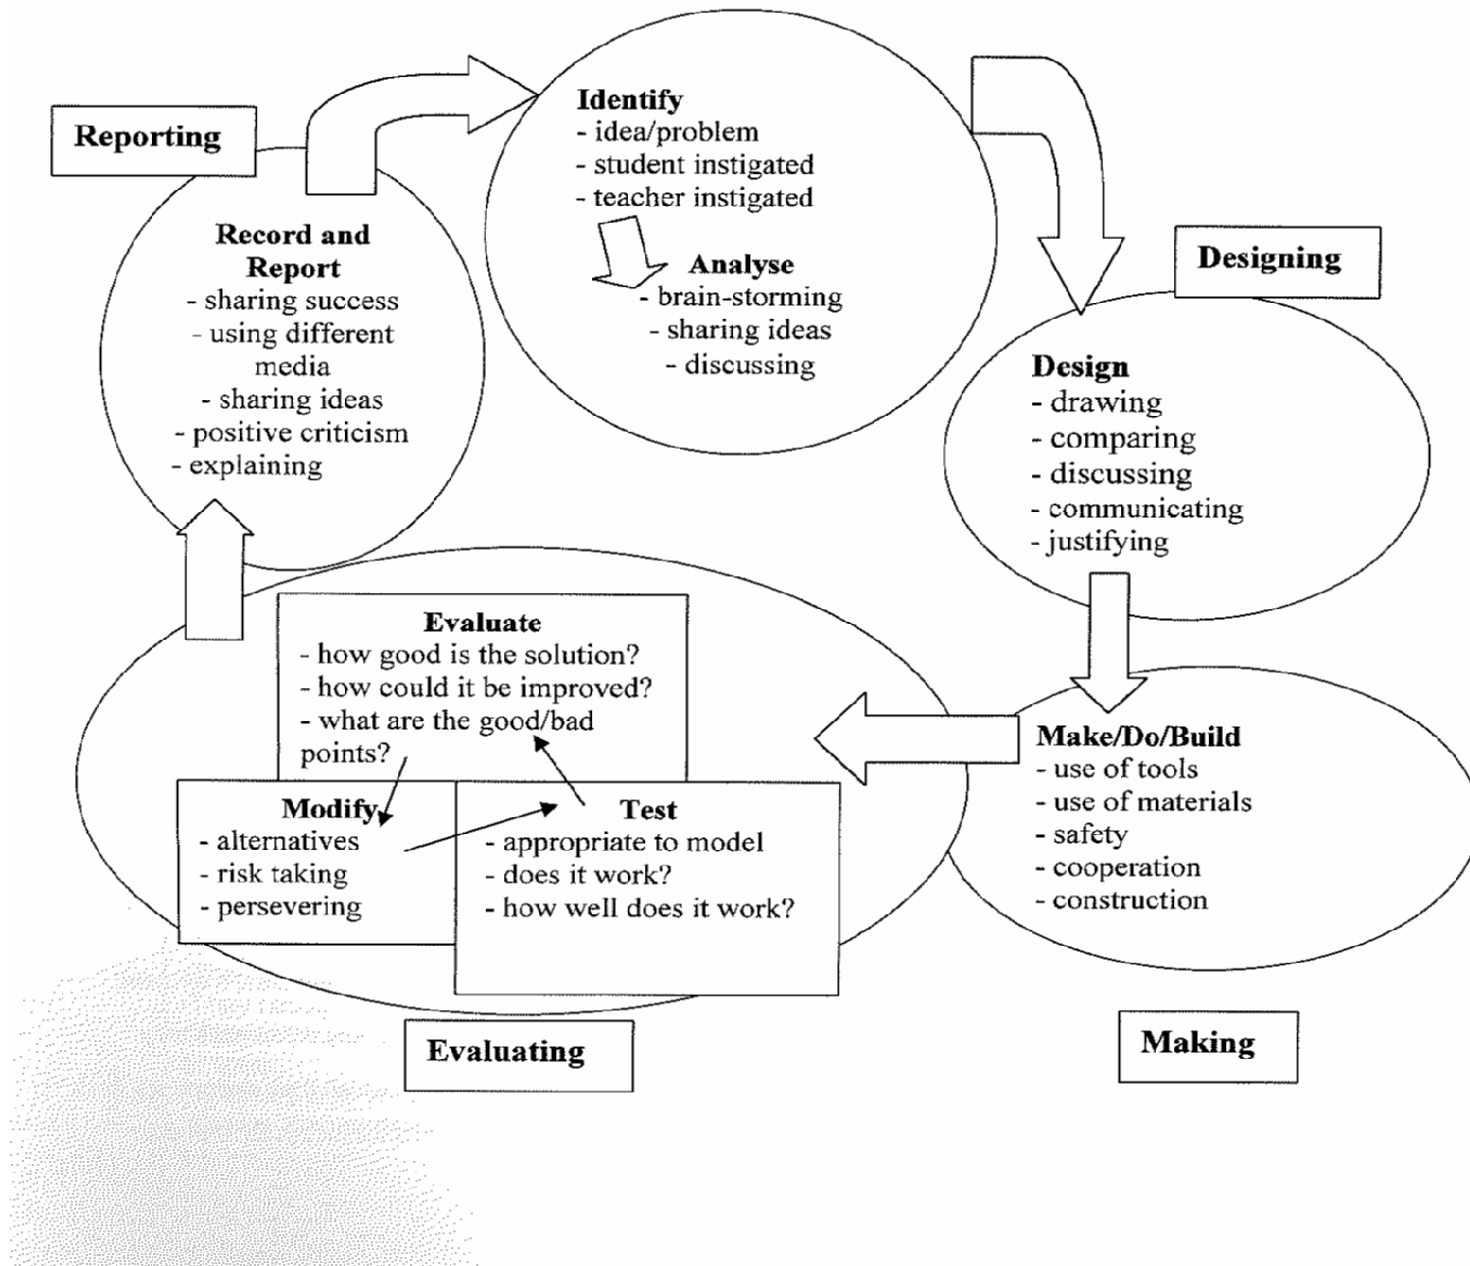 Identify
- idea/problem
- student instigated
- teacher instigated
Analyse
- brain-storming
- sharing ideas
- discussing
Designing
Design
- drawing
- comparing
- discussing
- communicating
- justifying
Make/Do/Build
- use of tools
- use of materials
- safety
- cooperation
- construction
Making
Evaluate
- how good is the solution?
- how could it be improved?
- what are the good/bad
points?
Modify
- alternatives
- risk taking
- persevering
Test
- appropriate to model
- does it work?
- how well does it work?
Evaluating
Reporting
Record and
Report
- sharing success
- using different
media
- sharing ideas
- positive criticism
- explaining